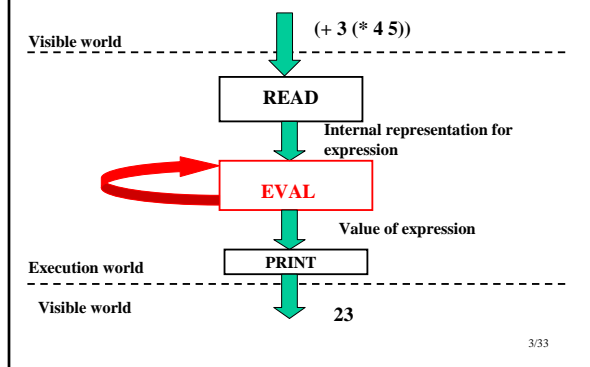 (+ 3 (* 4 5))
Visible world
READ
Internal representation for
expression
EVAL
Value of expression
PRINT
Execution world
Visible world
23
3/33